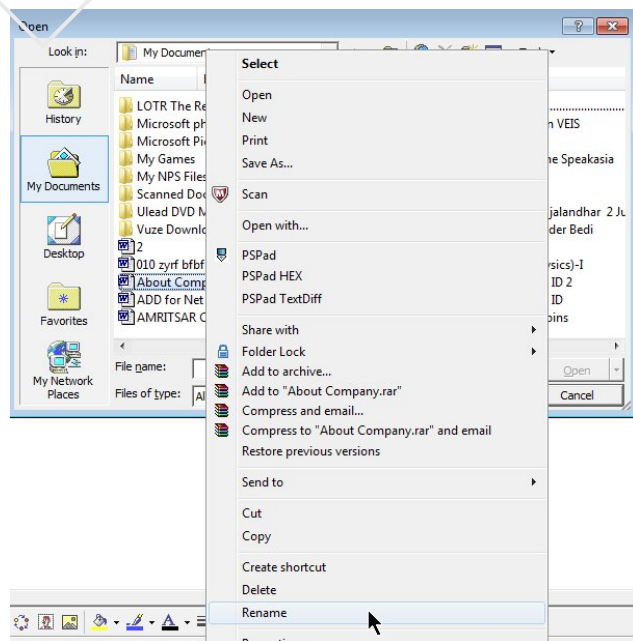 Open
Look in:
My Documen
Name
History
My Documents
Desktop
Favorites
My Network
Places
LOTR The Re
Microsoft ph
Microsoft Pi
My Games
My NPS Files
Scanned Do
Ulead DVD M
Vuze Downlo
2
010 zyrf bfbf
About Comp
ADD for Net
AMRITSAR C
n VEIS
ne Speakasia
jalandhar 2 Ju
der Bedi
ysics)-I
ID 2
ID
oins
File name:
Files of type:
Al
Open
Cancel
Select
Open
New
Print
Save As...
Scan
Open with...
PSPad
PSPad HEX
PSPad TextDiff
Share with
Folder Lock
Add to archive...
Add to "About Company.rar"
Compress and email...
Compress to "About Company.rar" and email
Restore previous versions
Send to
Cut
Copy
Create shortcut
Delete
Rename